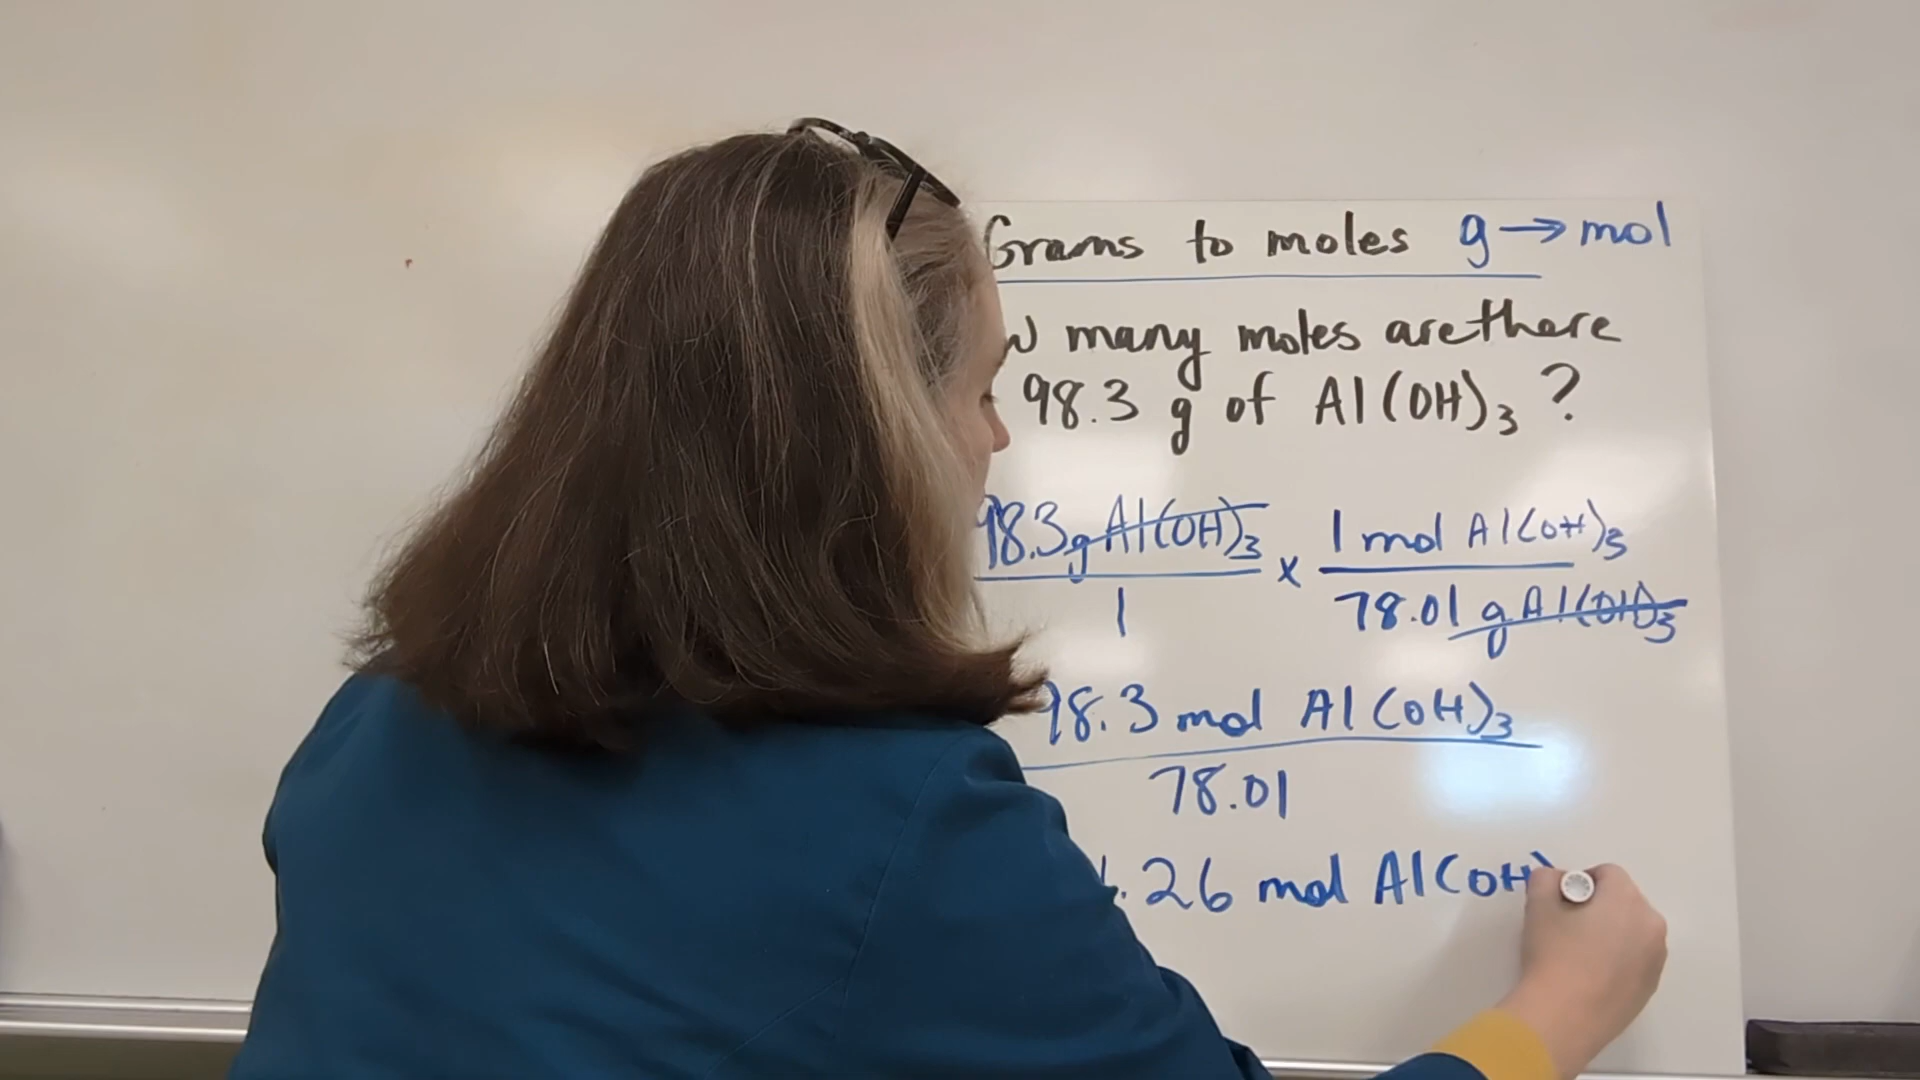 Grams to moles g → mol
many moles are there
98.3 g of Al(OH)₃ ?
98.3 g Al(OH)₃ / 1 × 1 mol Al(OH)₃ / 78.01 g Al(OH)₃
98.3 mol Al(OH)₃
78.01
.26 mol Al(OH)